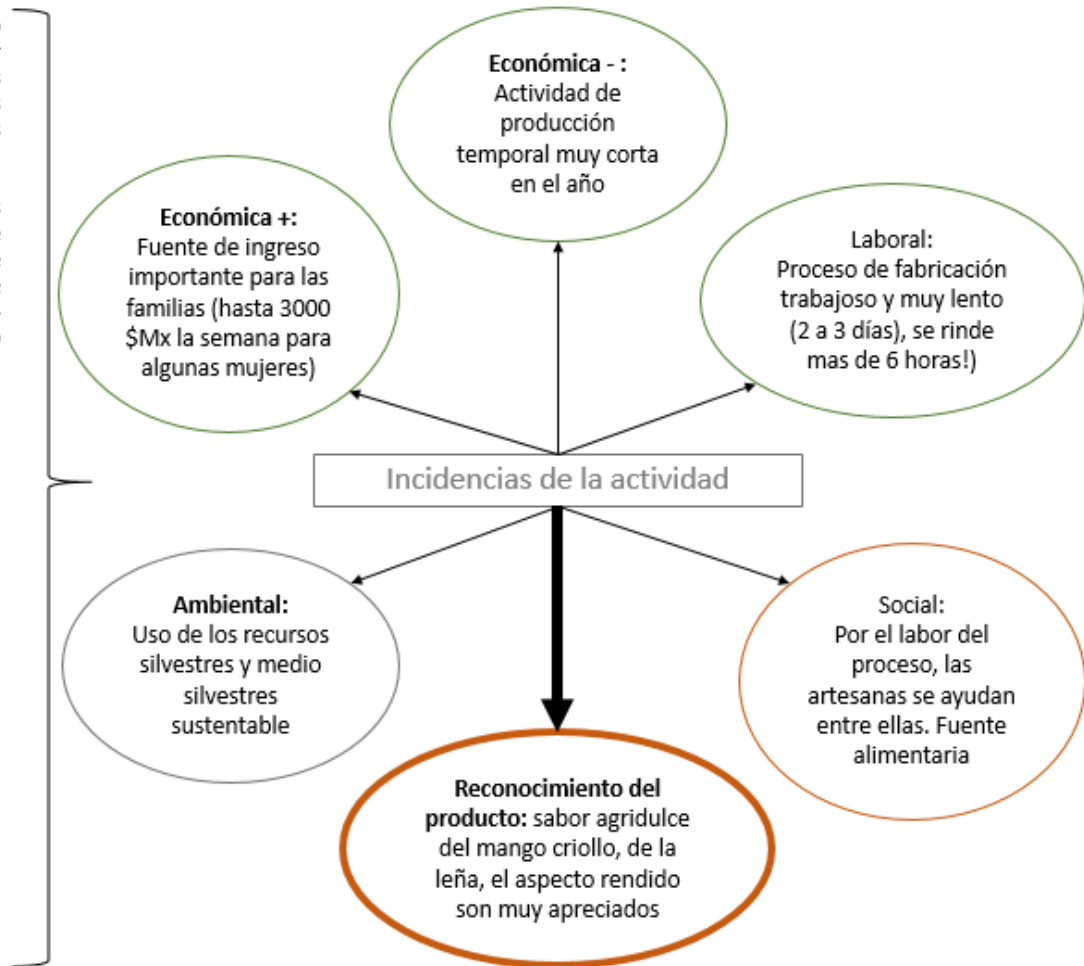 Económica - :
Actividad de
producción
temporal muy corta
en el año
Económica +:
Fuente de ingreso
importante para las
familias (hasta 3000
$Mx la semana para
algunas mujeres)
Laboral:
Proceso de fabricación
trabajoso y muy lento
(2 a 3 días), se rinde
mas de 6 horas!)
Incidencias de la actividad
Ambiental:
Uso de los recursos
silvestres y medio
silvestres
sustentable
Social:
Por el labor del
proceso, las
artesanas se ayudan
entre ellas. Fuente
alimentaria
Reconocimiento del
producto: sabor agridulce
del mango criollo, de la
leña, el aspecto rendido
son muy apreciados